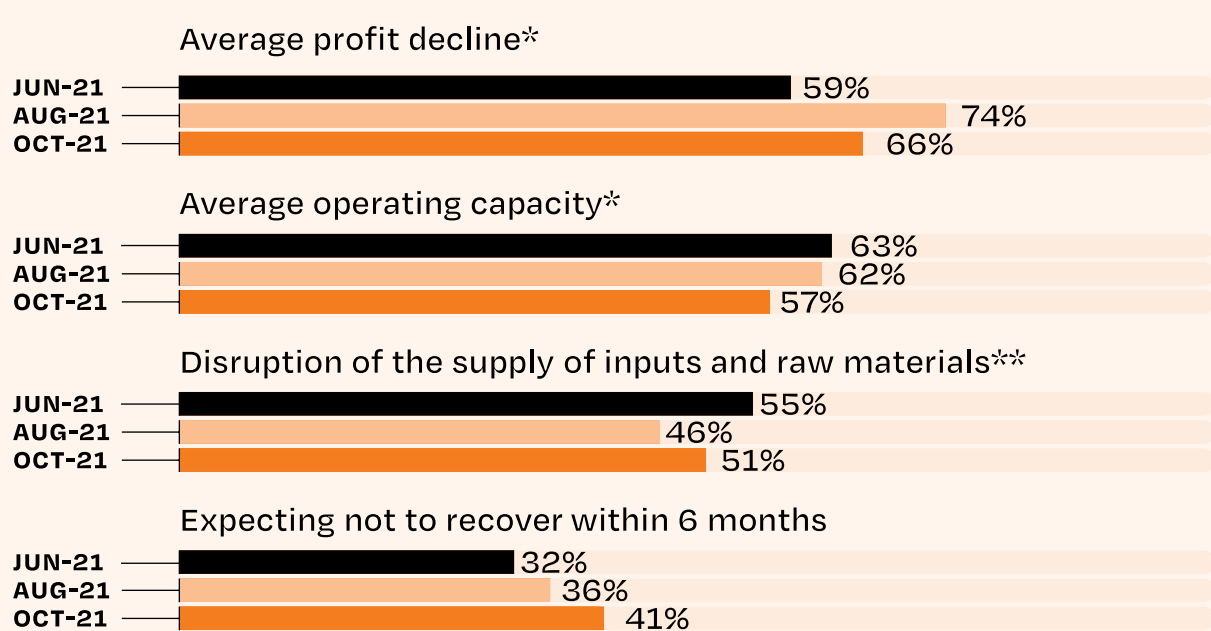 Average profit decline*
JUN-21 59%
AUG-21 74%
OCT-21 66%
Average operating capacity*
JUN-21 63%
AUG-21 62%
OCT-21 57%
Disruption of the supply of inputs and raw materials**
JUN-21 55%
AUG-21 46%
OCT-21 51%
Expecting not to recover within 6 months
JUN-21 32%
AUG-21 36%
OCT-21 41%